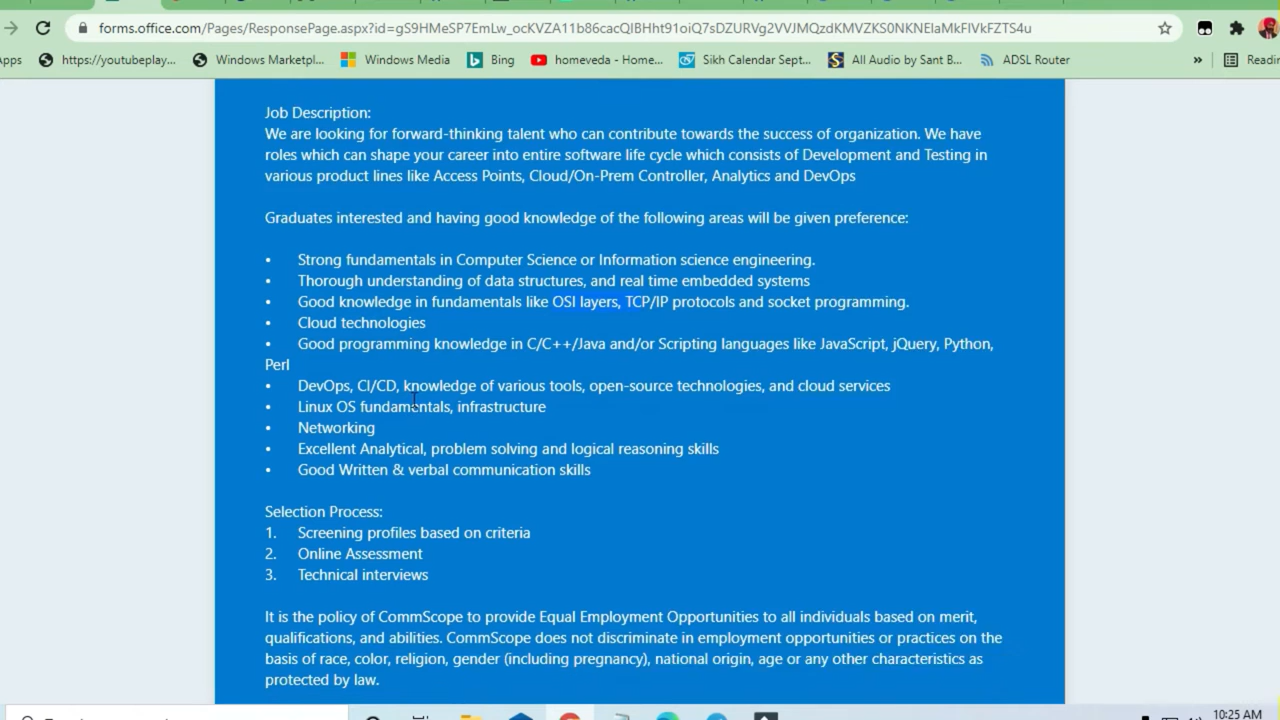 forms.office.com/Pages/ResponsePage.aspx?id=gS9HMeSP7EmLw_ocKVZA11b86cacQIBHht91oiQ7sDZURVg2VVJMQzdKMVZKS0NKNElaMkFIVkFZTS4u
Apps https://youtubeplay... Windows Marketpl... Windows Media Bing homeveda - Home... Sikh Calendar Sept... All Audio by Sant B... ADSL Router »
Job Description:
We are looking for forward-thinking talent who can contribute towards the success of organization. We have
roles which can shape your career into entire software life cycle which consists of Development and Testing in
various product lines like Access Points, Cloud/On-Prem Controller, Analytics and DevOps
Graduates interested and having good knowledge of the following areas will be given preference:
• Strong fundamentals in Computer Science or Information science engineering.
• Thorough understanding of data structures, and real time embedded systems
• Good knowledge in fundamentals like OSI layers, TCP/IP protocols and socket programming.
• Cloud technologies
• Good programming knowledge in C/C++/Java and/or Scripting languages like JavaScript, jQuery, Python,
Perl
• DevOps, CI/CD, knowledge of various tools, open-source technologies, and cloud services
• Linux OS fundamentals, infrastructure
• Networking
• Excellent Analytical, problem solving and logical reasoning skills
• Good Written & verbal communication skills
Selection Process:
1. Screening profiles based on criteria
2. Online Assessment
3. Technical interviews
It is the policy of CommScope to provide Equal Employment Opportunities to all individuals based on merit,
qualifications, and abilities. CommScope does not discriminate in employment opportunities or practices on the
basis of race, color, religion, gender (including pregnancy), national origin, age or any other characteristics as
protected by law.
10:25 AM